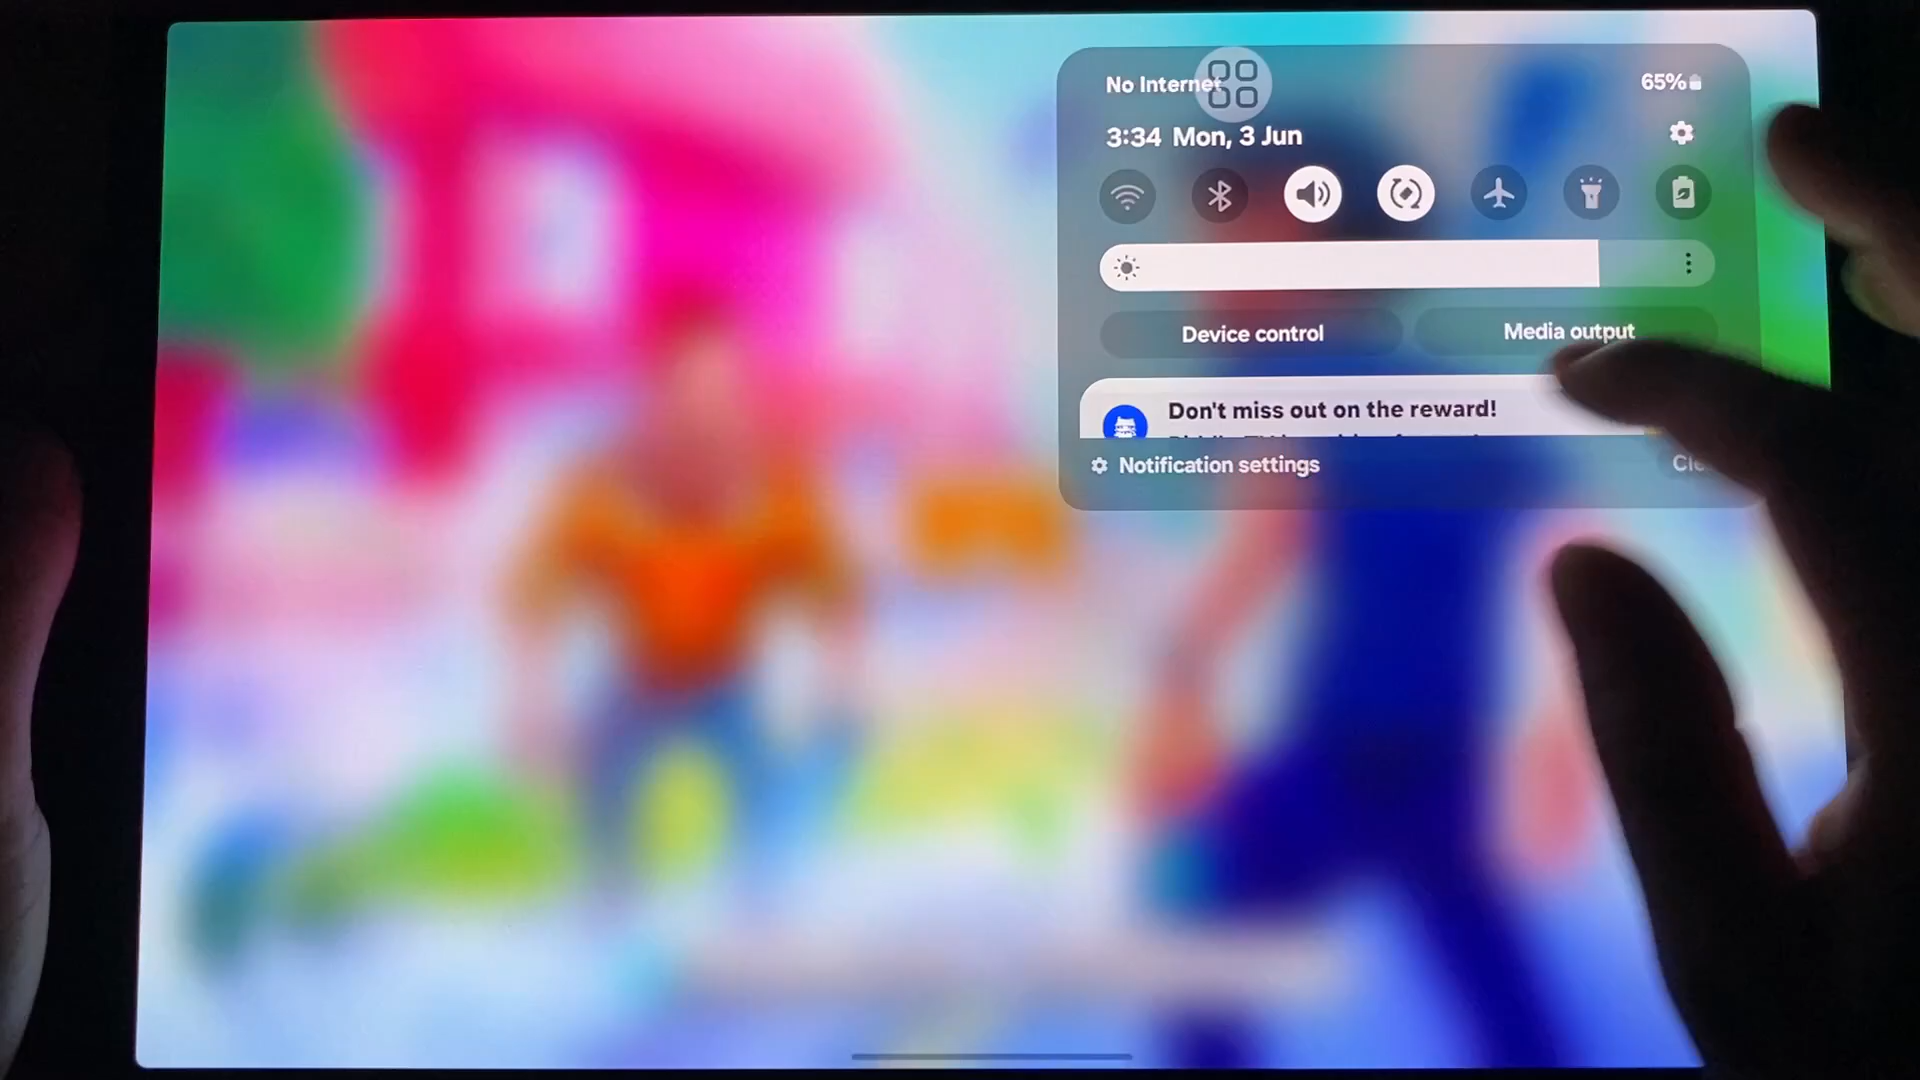 No Internet
65%
3:34 Mon, 3 Jun
Device control
Media output
Don't miss out on the reward!
Notification settings